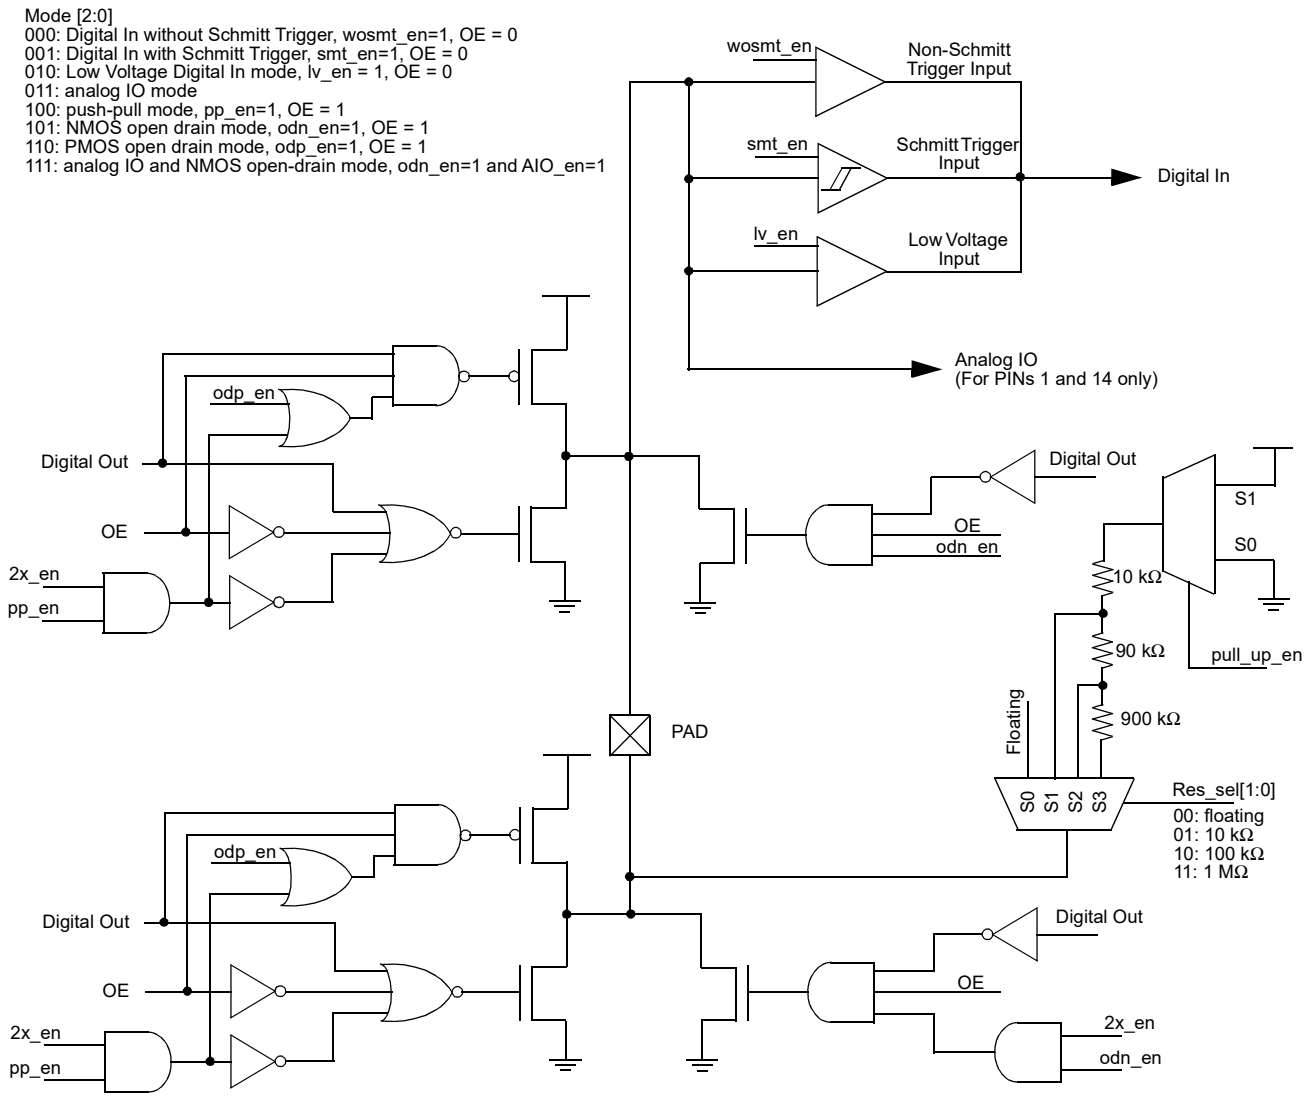 Mode [2:0]
000: Digital In without Schmitt Trigger, wosmt_en=1, OE = 0
001: Digital In with Schmitt Trigger, smt_en=1, OE = 0
010: Low Voltage Digital In mode, lv_en = 1, OE = 0
011: analog IO mode
100: push-pull mode, pp_en=1, OE = 1
101: NMOS open drain mode, odn_en=1, OE = 1
110: PMOS open drain mode, odp_en=1, OE = 1
111: analog IO and NMOS open-drain mode, odn_en=1 and AIO_en=1
wosmt_en
Non-Schmitt
Trigger Input
smt_en
Schmitt Trigger
Input
Digital In
lv_en
Low Voltage
Input
Analog IO
(For PINs 1 and 14 only)
odp_en
Digital Out
OE
2x_en
pp_en
Digital Out
OE
odn_en
S1
S0
10 kΩ
90 kΩ
900 kΩ
pull_up_en
Floating
PAD
S0
S1
S2
S3
Res_sel[1:0]
00: floating
01: 10 kΩ
10: 100 kΩ
11: 1 MΩ
odp_en
Digital Out
OE
2x_en
pp_en
Digital Out
OE
2x_en
odn_en